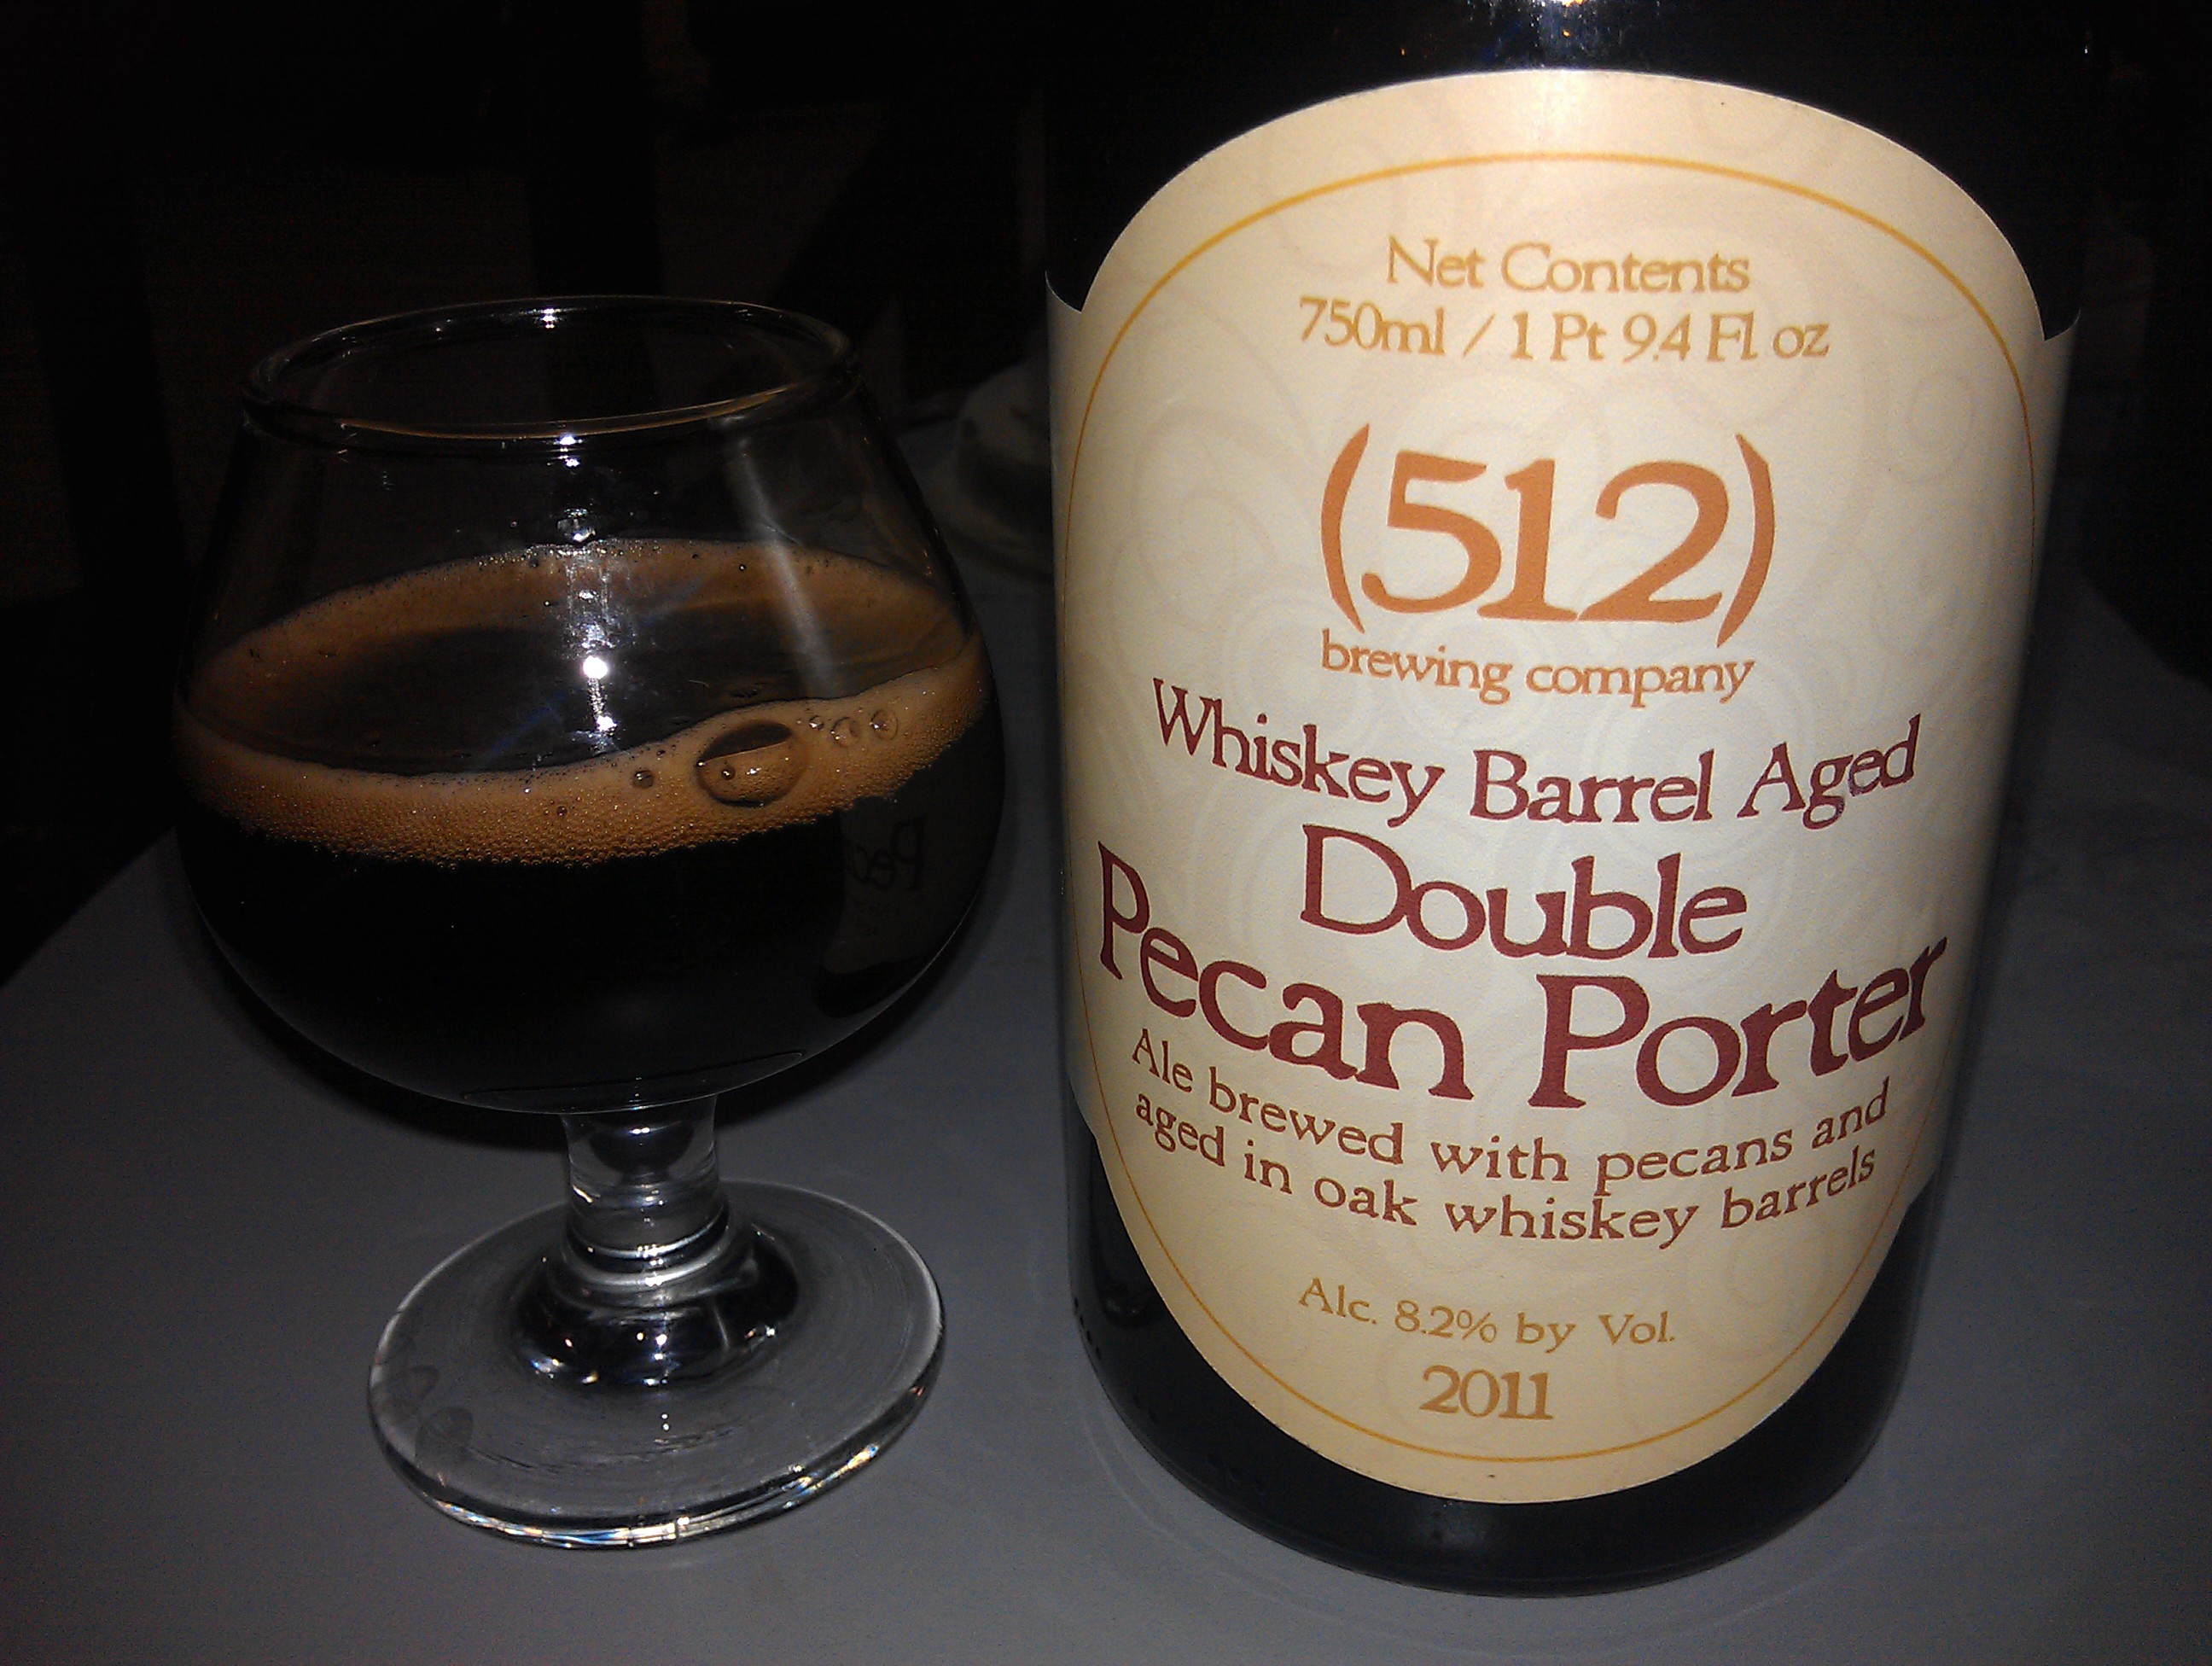 Net Contents
750ml / 1 Pt 9.4 Fl oz
(512)
brewing company
Whiskey Barrel Aged
Double
Pecan Porter
Ale brewed with pecans and
aged in oak whiskey barrels
Alc. 8.2% by Vol.
2011